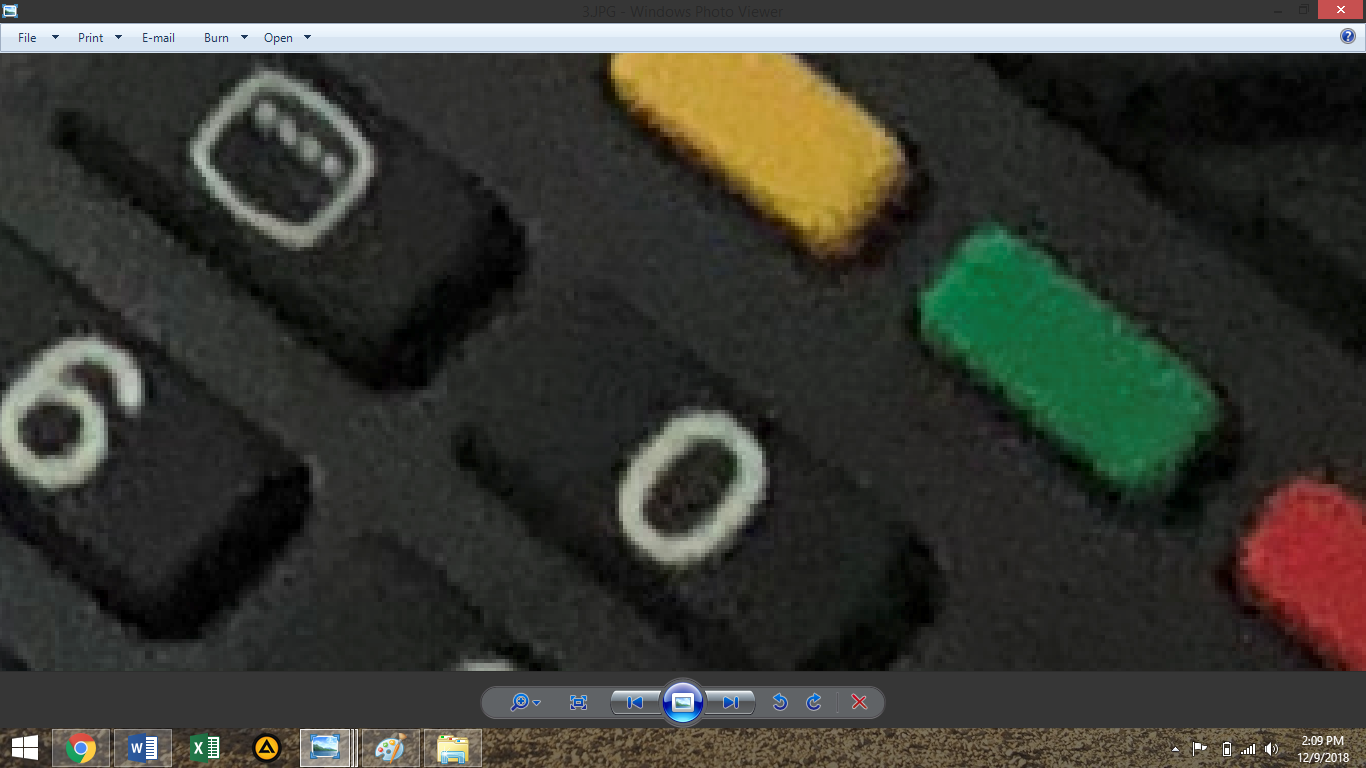 3.JPG - Windows Photo Viewer
File Print E-mail Burn Open
6
0
2:09 PM
12/9/2018